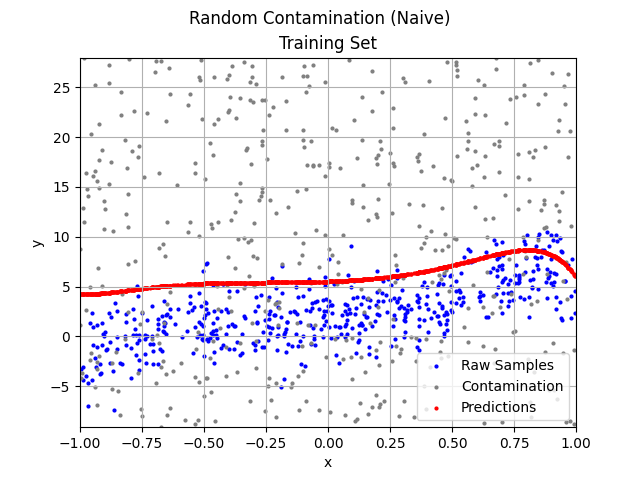 Random Contamination (Naive)
Training Set
25
20
15
10
5
0
−5
y
Raw Samples
Contamination
Predictions
−1.00 −0.75 −0.50 −0.25 0.00 0.25 0.50 0.75 1.00
x